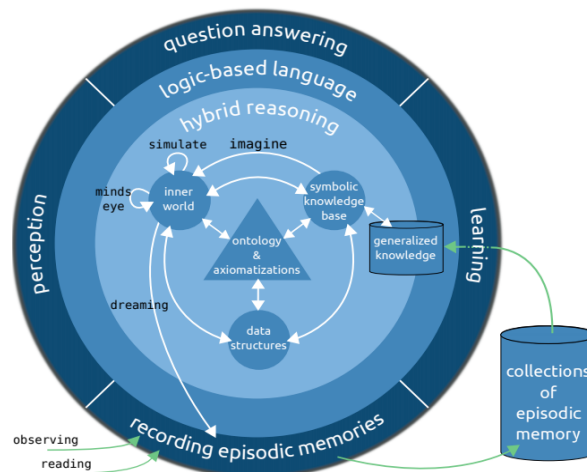 question answering
logic-based language
hybrid reasoning
simulate
imagine
minds
eye
inner
world
symbolic
knowledge
base
perception
learning
ontology
&
axiomatizations
generalized
knowledge
dreaming
data
structures
collections
of
episodic
memory
recording episodic memories
observing
reading